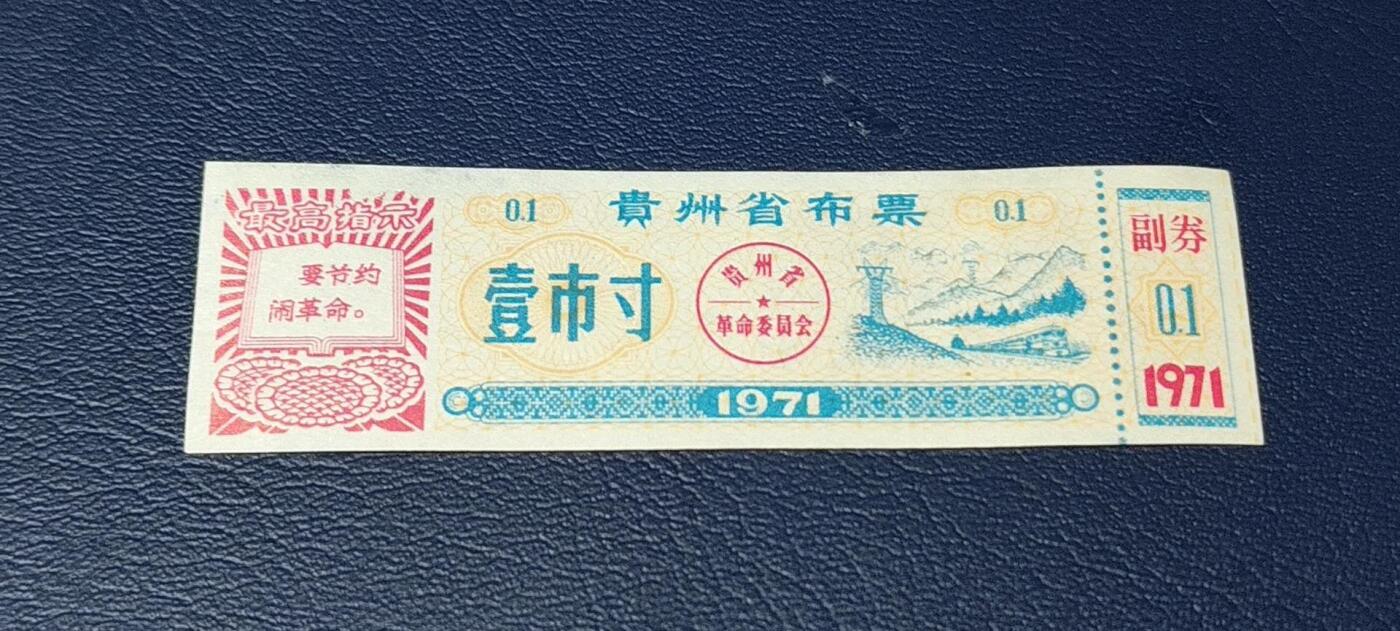 最高指示
要节约
闹革命。
0.1
貴州省布票
0.1
壹市寸
贵州省
革命委员会
1971
副券
0.1
1971